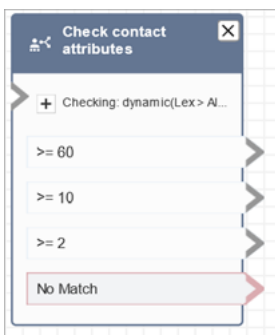 Check contact
attributes
Checking: dynamic(Lex > Al...
>= 60
>= 10
>= 2
No Match